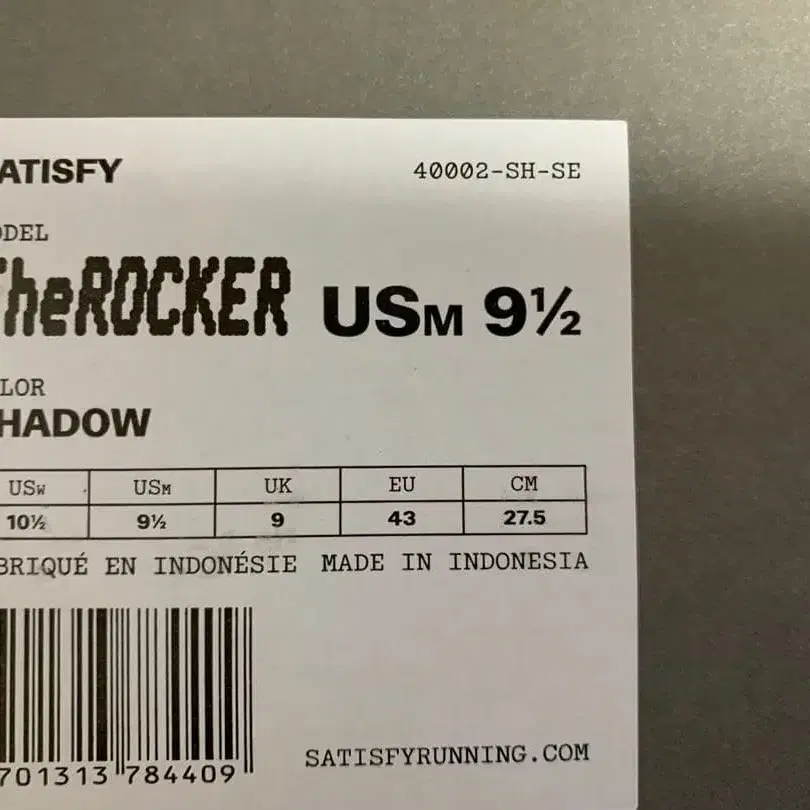 ATISFY
40002-SH-SE
ODEL
TheROCKER
USM 9½
LOR
HADOW
USW USM UK EU CM
10½ 9½ 9 43 27.5
BRIQUÉ EN INDONÉSIE MADE IN INDONESIA
701313 784409
SATISFYRUNNING.COM